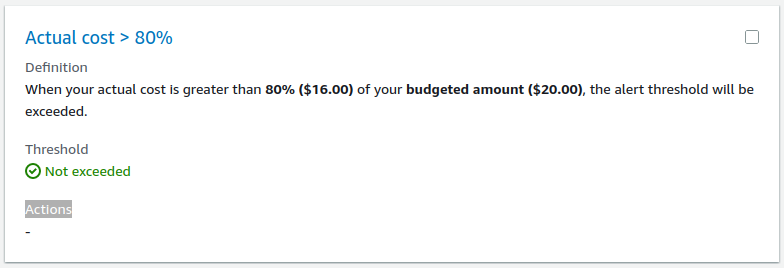 Actual cost > 80%
Definition
When your actual cost is greater than 80% ($16.00) of your budgeted amount ($20.00), the alert threshold will be
exceeded.
Threshold
Not exceeded
Actions
-